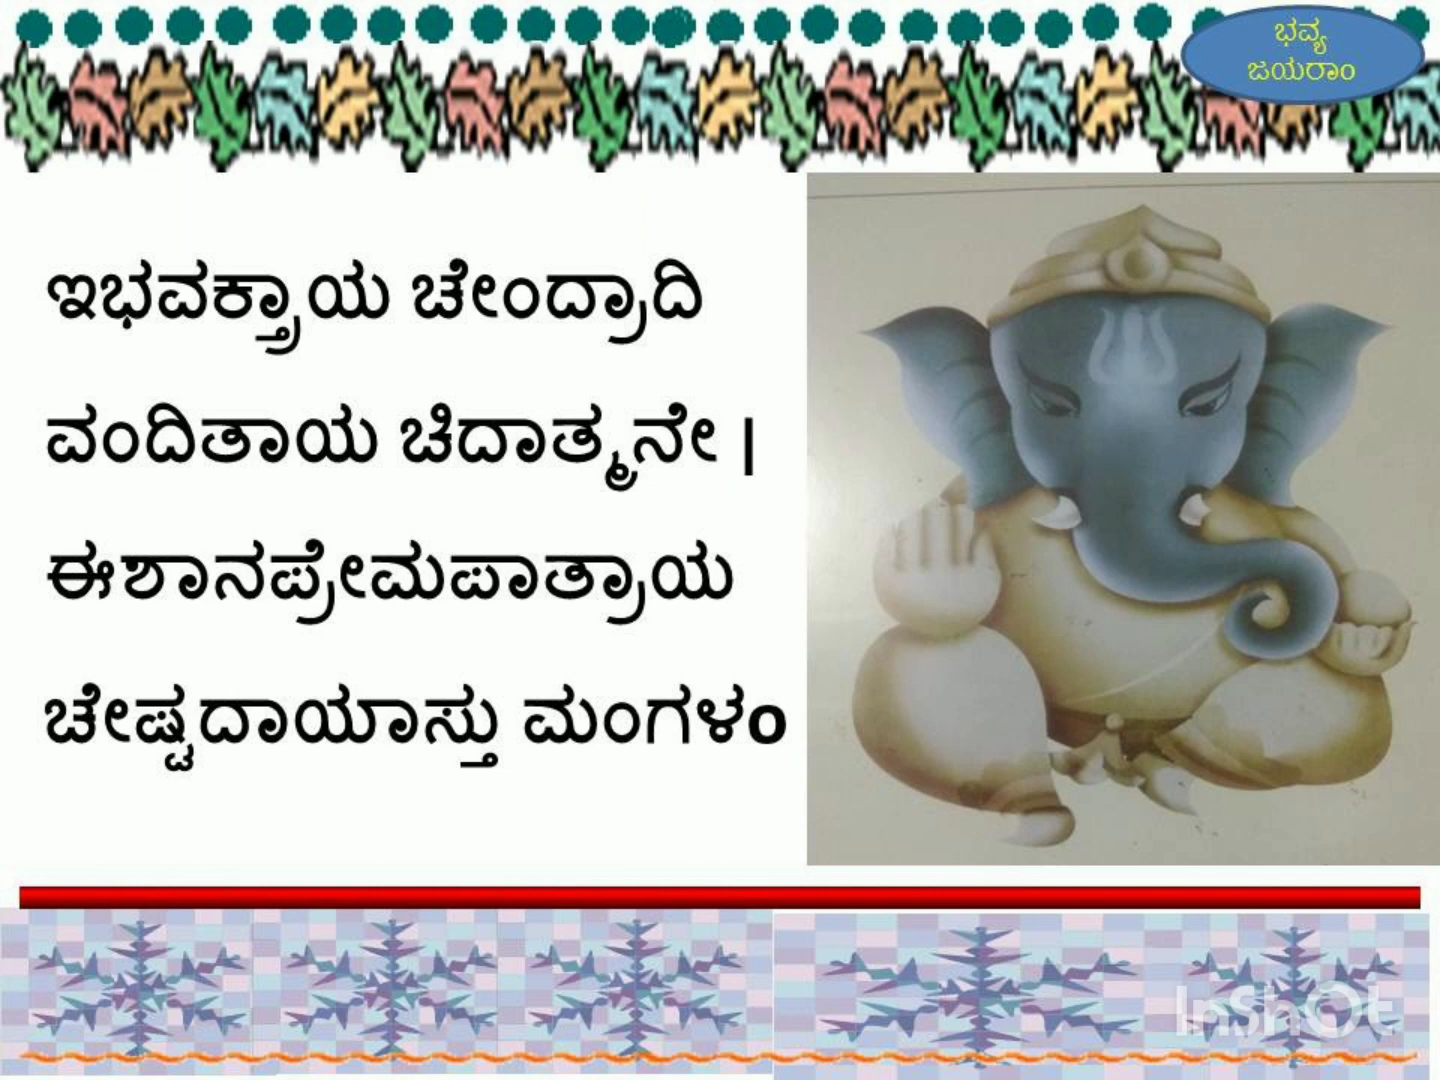 ಭವ್ಯ
ಜಯರಾಂ
ಇಭವಕ್ತ್ರಾಯ ಚೇಂದ್ರಾದಿ
ವಂದಿತಾಯ ಚಿದಾತ್ಮನೇ |
ಈಶಾನಪ್ರೇಮಪಾತ್ರಾಯ
ಚೇಷ್ಟದಾಯಾಸ್ತು ಮಂಗಳಂ
InShOt